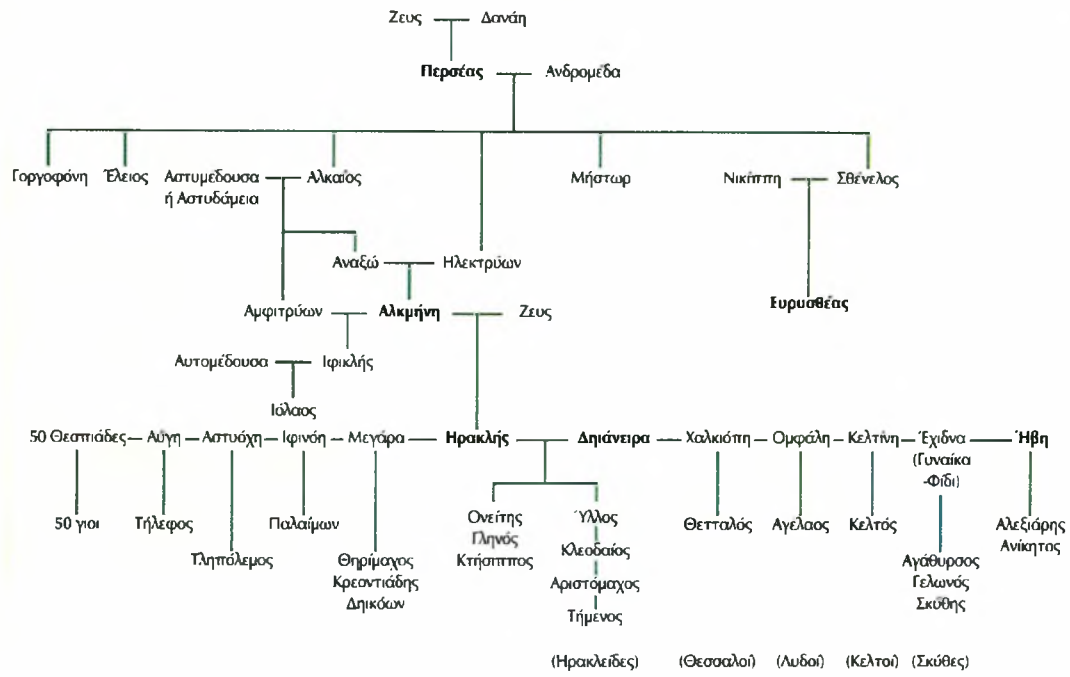 Ζευς Δανάη
Περσέας Ανδρομέδα
Γοργοφόνη Έλειος Αστυμέδουσα Αλκαίος Μήστωρ Νικίππη Σθένελος
ή Αστυδάμεια
Αναξώ Ηλεκτρύων
Ευρυσθέας
Αμφιτρύων Αλκμήνη Ζευς
Αυτομέδουσα Ιφικλής
Ιόλαος
50 Θεσπιάδες Αύγη Αστυόχη Ιφινόη Μεγάρα Ηρακλής Δηιάνειρα Χαλκιόπη Ομφάλη Κελτίνη Έχιδνα Ήβη
(Γυναίκα
-Φίδι)
50 γιοι Τήλεφος Παλαίμων Ονείτης Ύλλος Θετταλός Αγέλαος Κελτός Αλεξιάρης
Γληνός Ανίκητος
Τληπόλεμος Θηρίμαχος Κτήσιππος Κλεοδαίος Αγάθυρσος
Κρεοντιάδης Αριστόμαχος Γελωνός
Δηικόων Τήμενος Σκύθης
(Ηρακλείδες) (Θεσσαλοί) (Λυδοί) (Κελτοί) (Σκύθες)